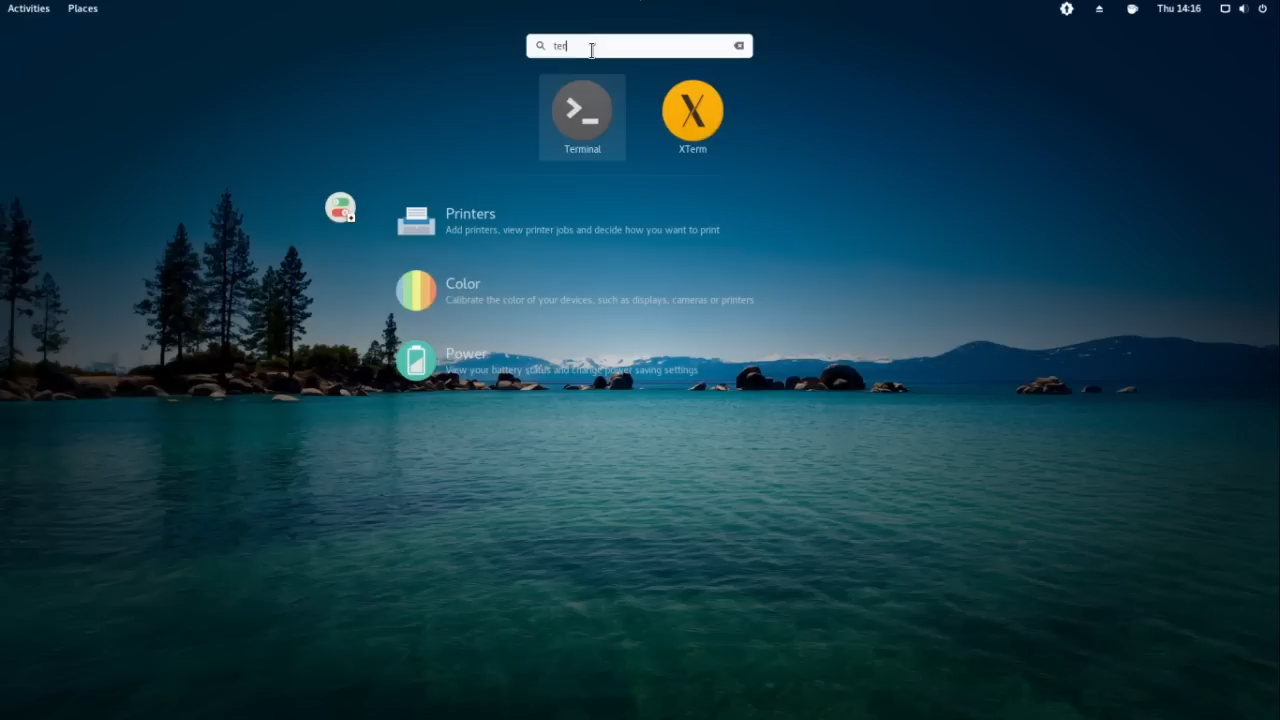 Activities Places Thu 14:16
ter
Terminal XTerm
Printers
Add printers, view printer jobs and decide how you want to print
Color
Calibrate the color of your devices, such as displays, cameras or printers
Power
View your battery status and change power saving settings